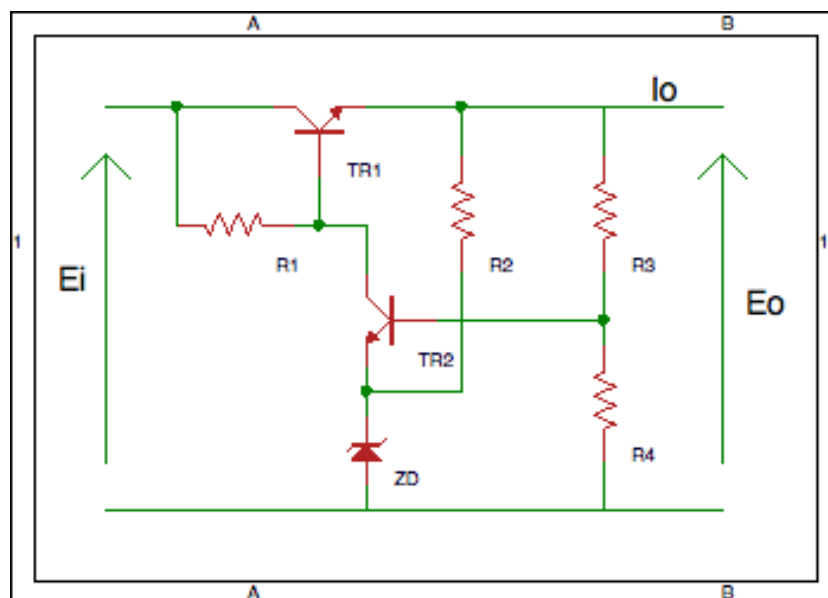 A B
Io
TR1
1 1
R1 R2 R3
Ei Eo
TR2
R4
ZD
A B